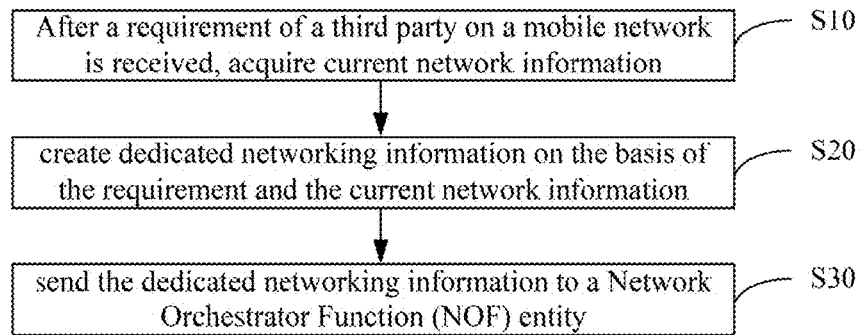 After a requirement of a third party on a mobile network
is received, acquire current network information
S10
create dedicated networking information on the basis of
the requirement and the current network information
S20
send the dedicated networking information to a Network
Orchestrator Function (NOF) entity
S30